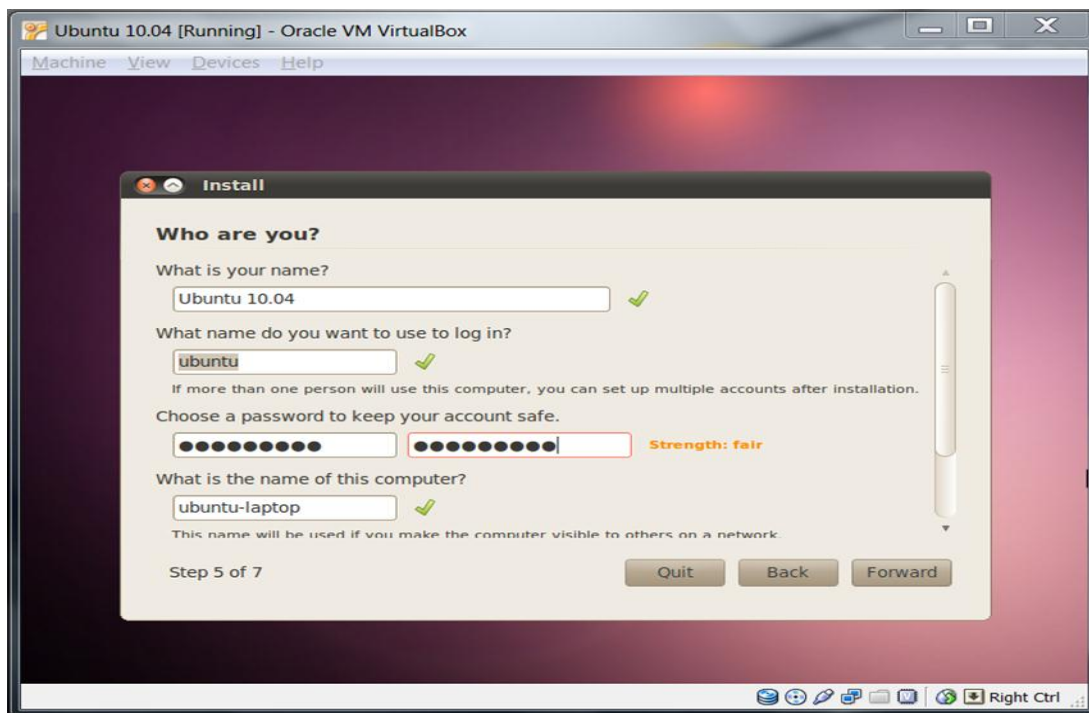 Ubuntu 10.04 [Running] - Oracle VM VirtualBox
Machine View Devices Help
Install
Who are you?
What is your name?
Ubuntu 10.04
What name do you want to use to log in?
ubuntu
If more than one person will use this computer, you can set up multiple accounts after installation.
Choose a password to keep your account safe.
●●●●●●●●● ●●●●●●●●● Strength: fair
What is the name of this computer?
ubuntu-laptop
This name will be used if you make the computer visible to others on a network.
Step 5 of 7 Quit Back Forward
Right Ctrl